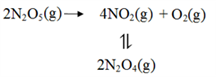 2N₂O₅(g) ⟶ 4NO₂(g) + O₂(g)
⥮
2N₂O₄(g)